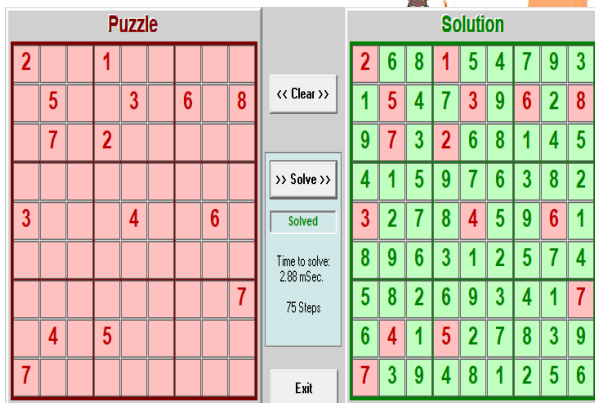 Puzzle
2 1
5 3 6 8
7 2
3 4 6
7
4 5
7
<< Clear >>
>> Solve >>
Solved
Time to solve:
2.88 mSec.
75 Steps
Exit
Solution
2 6 8 1 5 4 7 9 3
1 5 4 7 3 9 6 2 8
9 7 3 2 6 8 1 4 5
4 1 5 9 7 6 3 8 2
3 2 7 8 4 5 9 6 1
8 9 6 3 1 2 5 7 4
5 8 2 6 9 3 4 1 7
6 4 1 5 2 7 8 3 9
7 3 9 4 8 1 2 5 6